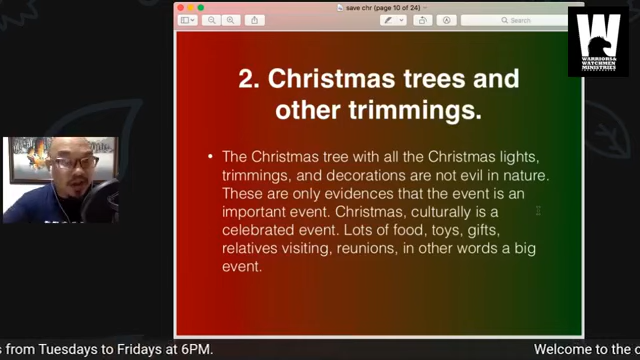 save chr (page 10 of 24)
Search
WARRIORS &
WATCHMEN
MINISTRIES
2. Christmas trees and
other trimmings.
• The Christmas tree with all the Christmas lights,
trimmings, and decorations are not evil in nature.
These are only evidences that the event is an
important event. Christmas, culturally is a
celebrated event. Lots of food, toys, gifts,
relatives visiting, reunions, in other words a big
event.
s from Tuesdays to Fridays at 6PM.
Welcome to the